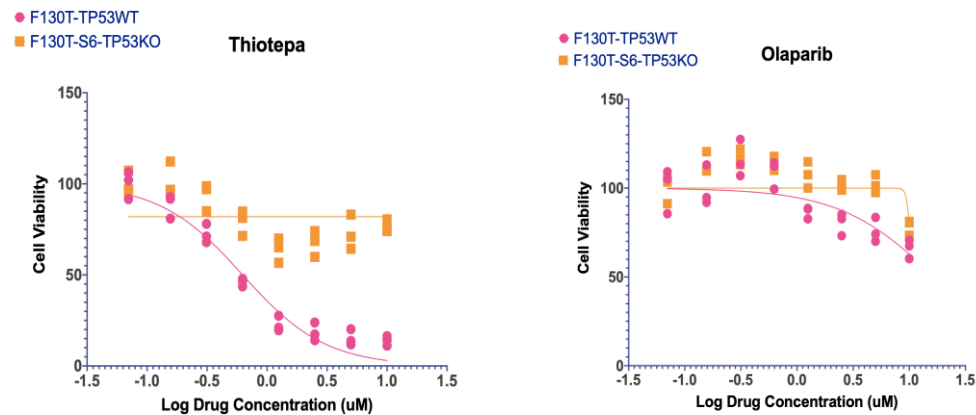 F130T-TP53WT
F130T-S6-TP53KO
Thiotepa
150
100
50
0
Cell Viability
-1.5
-1.0
-0.5
0.0
0.5
1.0
1.5
Log Drug Concentration (uM)
F130T-TP53WT
F130T-S6-TP53KO
Olaparib
150
100
50
0
Cell Viability
-1.5
-1.0
-0.5
0.0
0.5
1.0
1.5
Log Drug Concentration (uM)